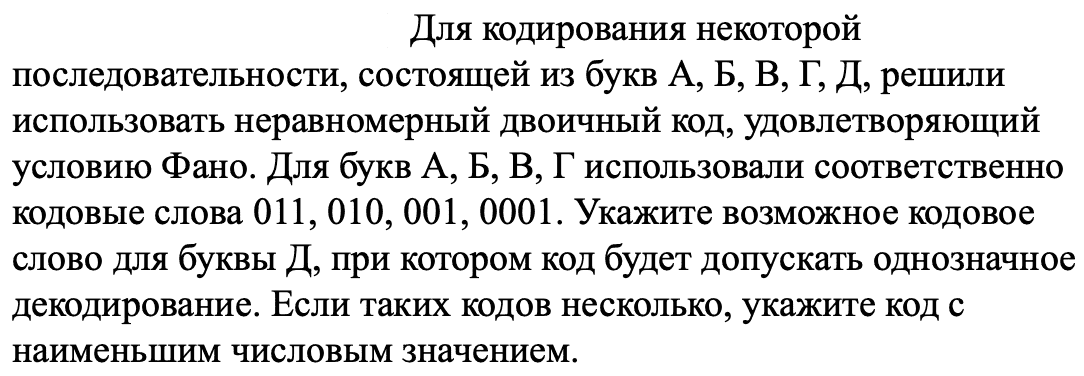 Для кодирования некоторой
последовательности, состоящей из букв А, Б, В, Г, Д, решили
использовать неравномерный двоичный код, удовлетворяющий
условию Фано. Для букв А, Б, В, Г использовали соответственно
кодовые слова 011, 010, 001, 0001. Укажите возможное кодовое
слово для буквы Д, при котором код будет допускать однозначное
декодирование. Если таких кодов несколько, укажите код с
наименьшим числовым значением.